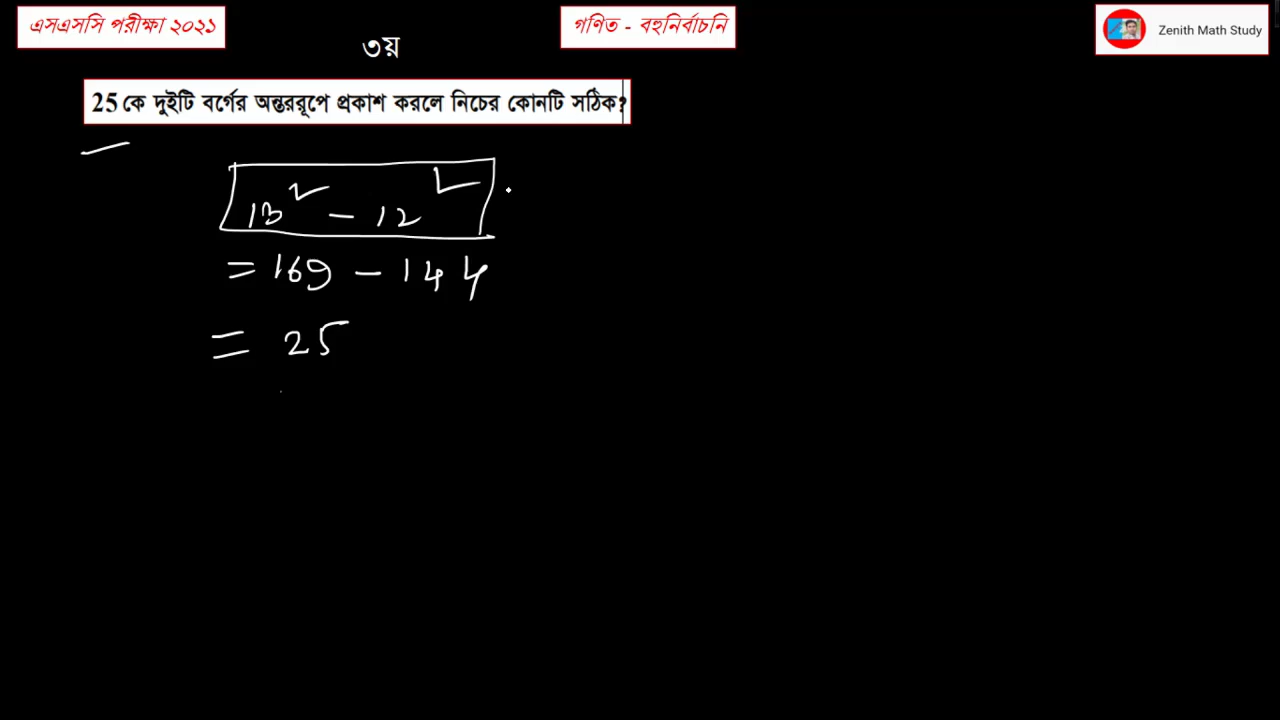 এসএসসি পরীক্ষা ২০২১
গণিত - বহুনির্বাচনি
Zenith Math Study
৩য়
25 কে দুইটি বর্গের অন্তররূপে প্রকাশ করলে নিচের কোনটি সঠিক?
13² - 12²
= 169 - 144
= 25